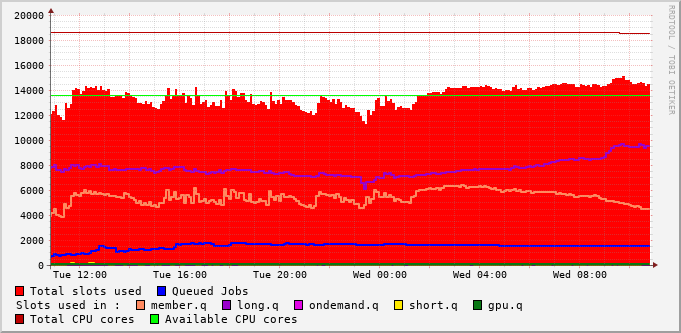 20000
18000
16000
14000
12000
10000
8000
6000
4000
2000
0
Tue 12:00 Tue 16:00 Tue 20:00 Wed 00:00 Wed 04:00 Wed 08:00
RRDTOOL / TOBI OETIKER
Total slots used Queued Jobs
Slots used in : member.q long.q ondemand.q short.q gpu.q
Total CPU cores Available CPU cores